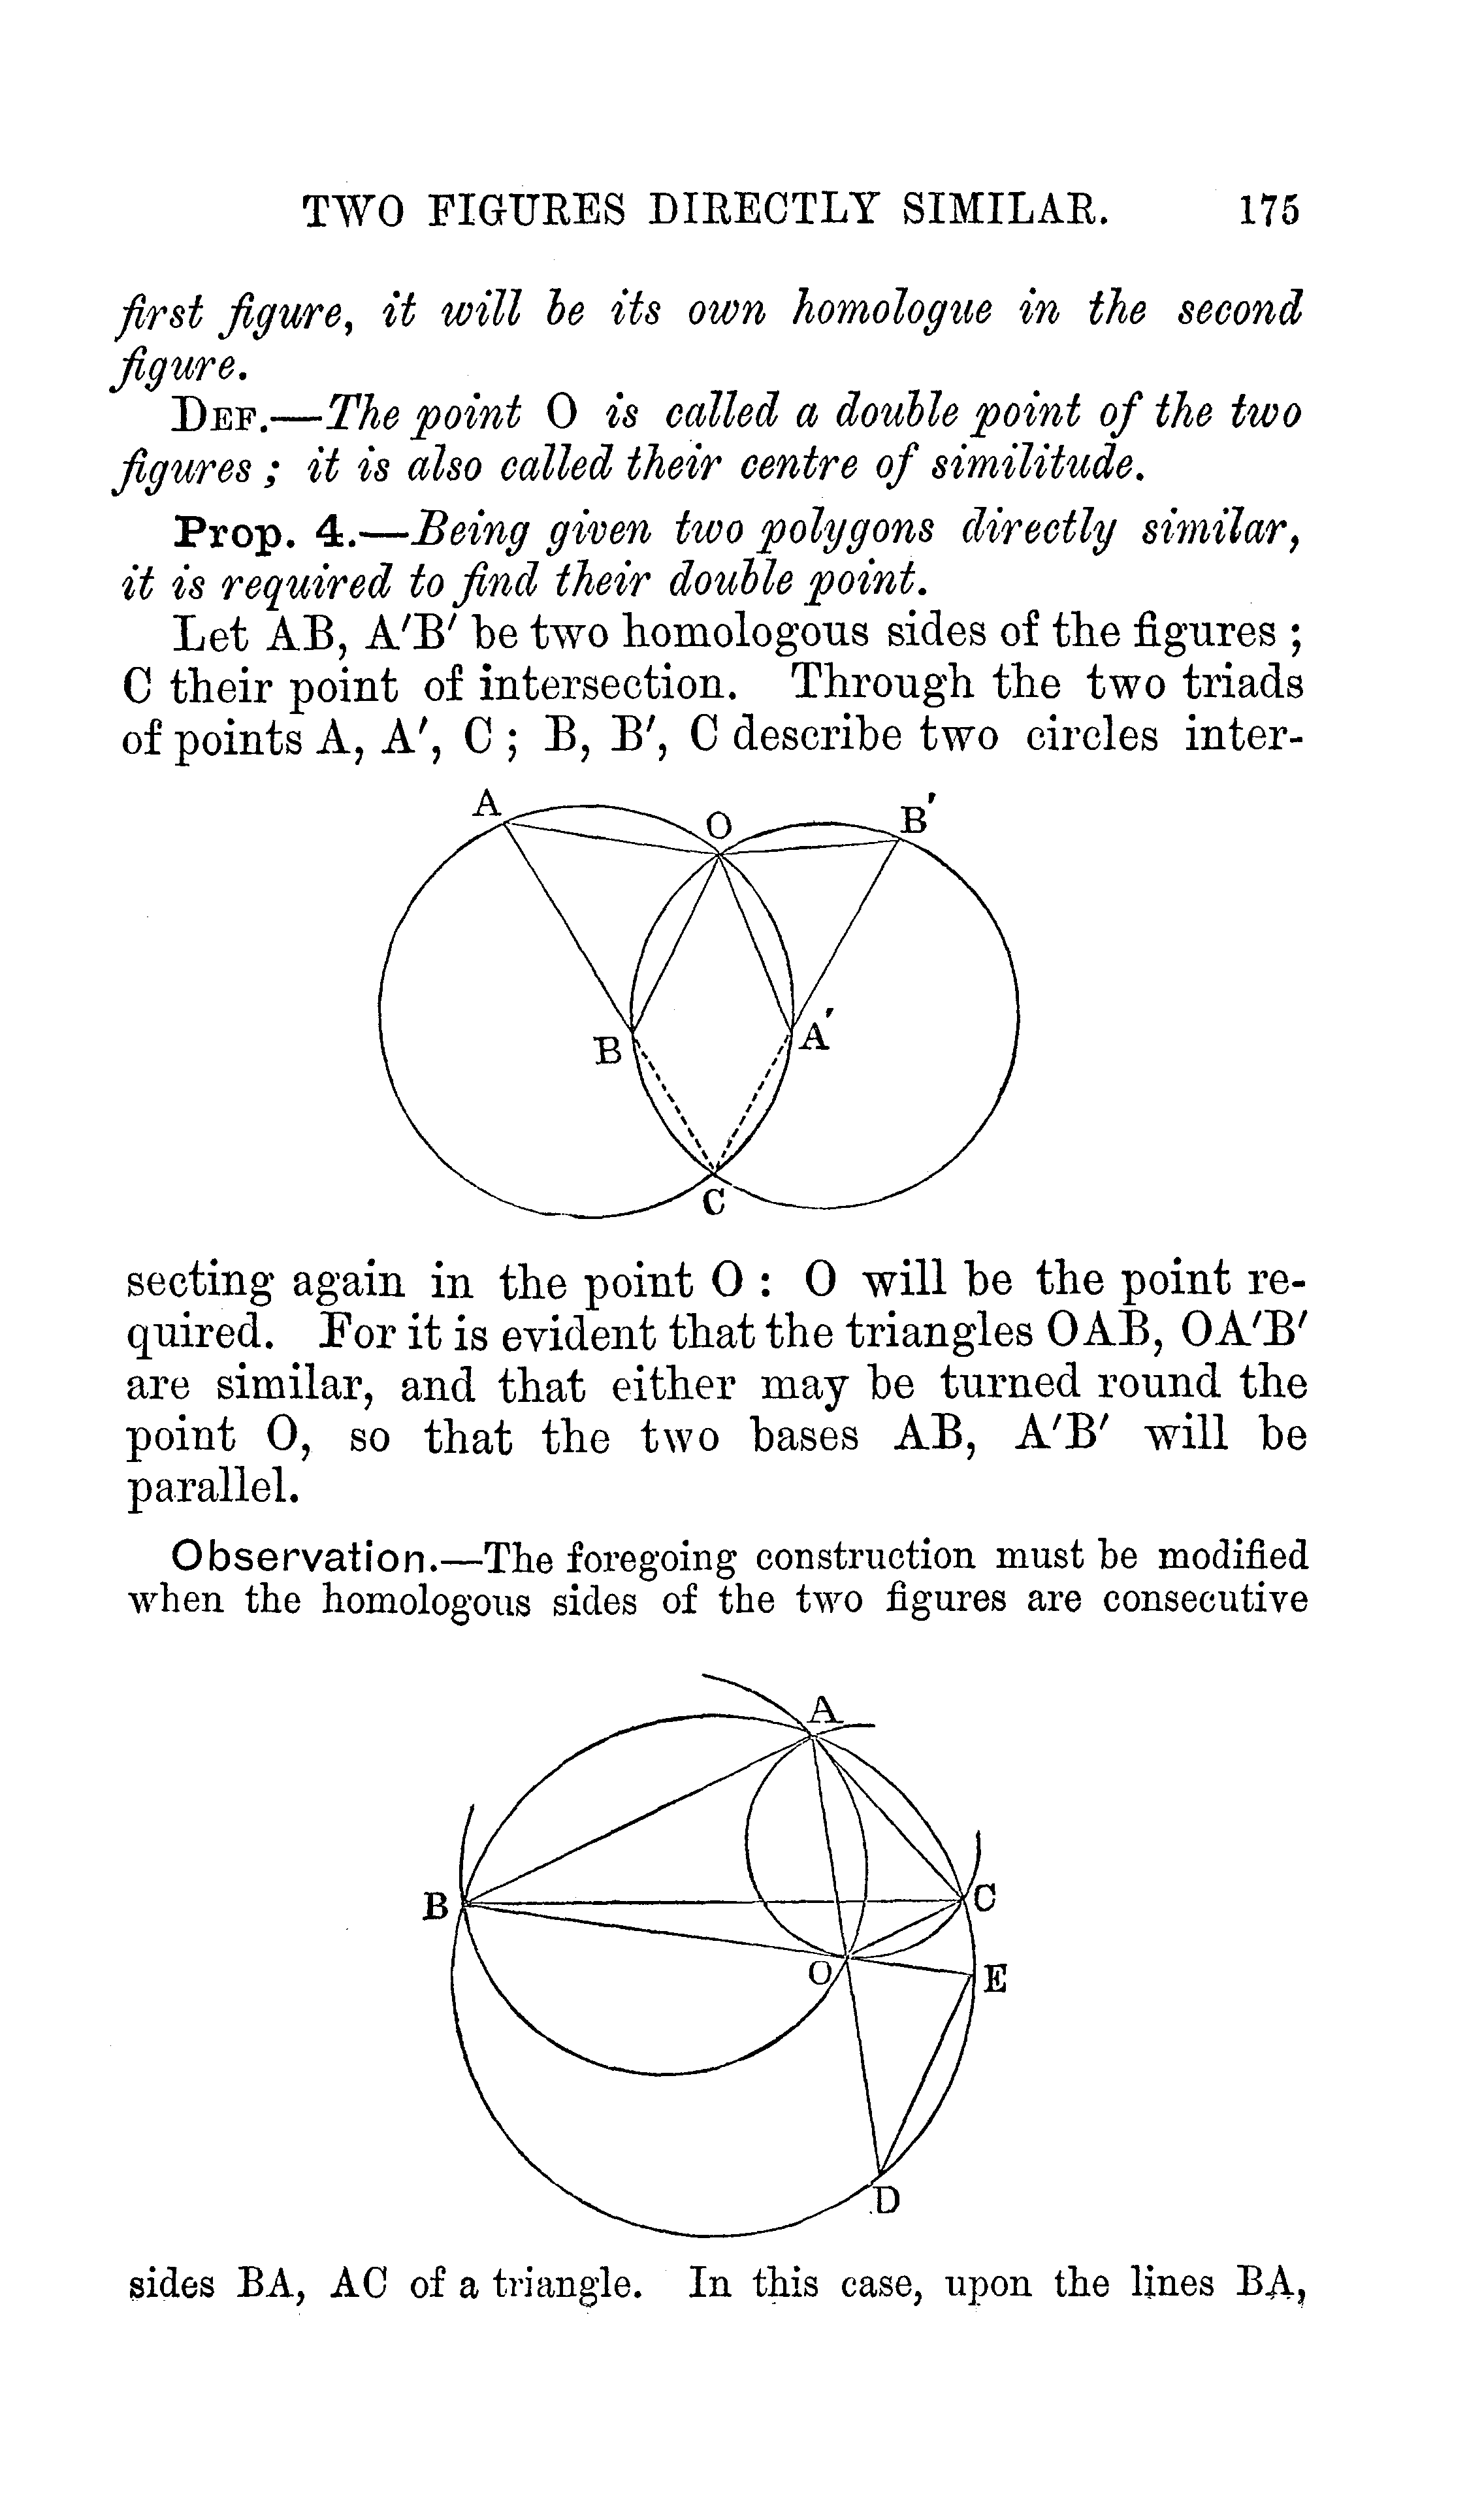 TWO FIGURES DIRECTLY SIMILAR. 175
first figure, it will be its own homologue in the second
figure.
DEF.—The point O is called a double point of the two
figures; it is also called their centre of similitude.
Prop. 4.—Being given two polygons directly similar,
it is required to find their double point.
Let AB, A′B′ be two homologous sides of the figures;
C their point of intersection. Through the two triads
of points A, A′, C; B, B′, C describe two circles inter-
A
O
B′
B
A′
C
secting again in the point O: O will be the point re-
quired. For it is evident that the triangles OAB, OA′B′
are similar, and that either may be turned round the
point O, so that the two bases AB, A′B′ will be
parallel.
Observation.—The foregoing construction must be modified
when the homologous sides of the two figures are consecutive
A
B
C
O
E
D
sides BA, AC of a triangle. In this case, upon the lines BA,